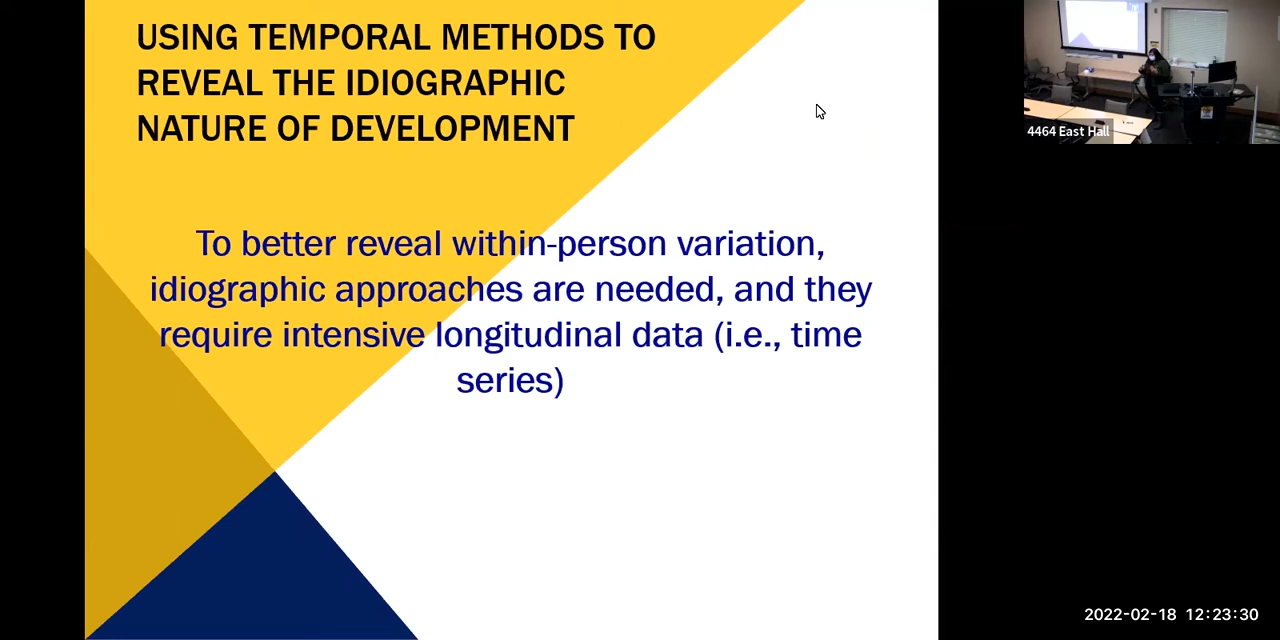 USING TEMPORAL METHODS TO
REVEAL THE IDIOGRAPHIC
NATURE OF DEVELOPMENT
To better reveal within-person variation,
idiographic approaches are needed, and they
require intensive longitudinal data (i.e., time
series)
4464 East Hall
2022-02-18 12:23:30